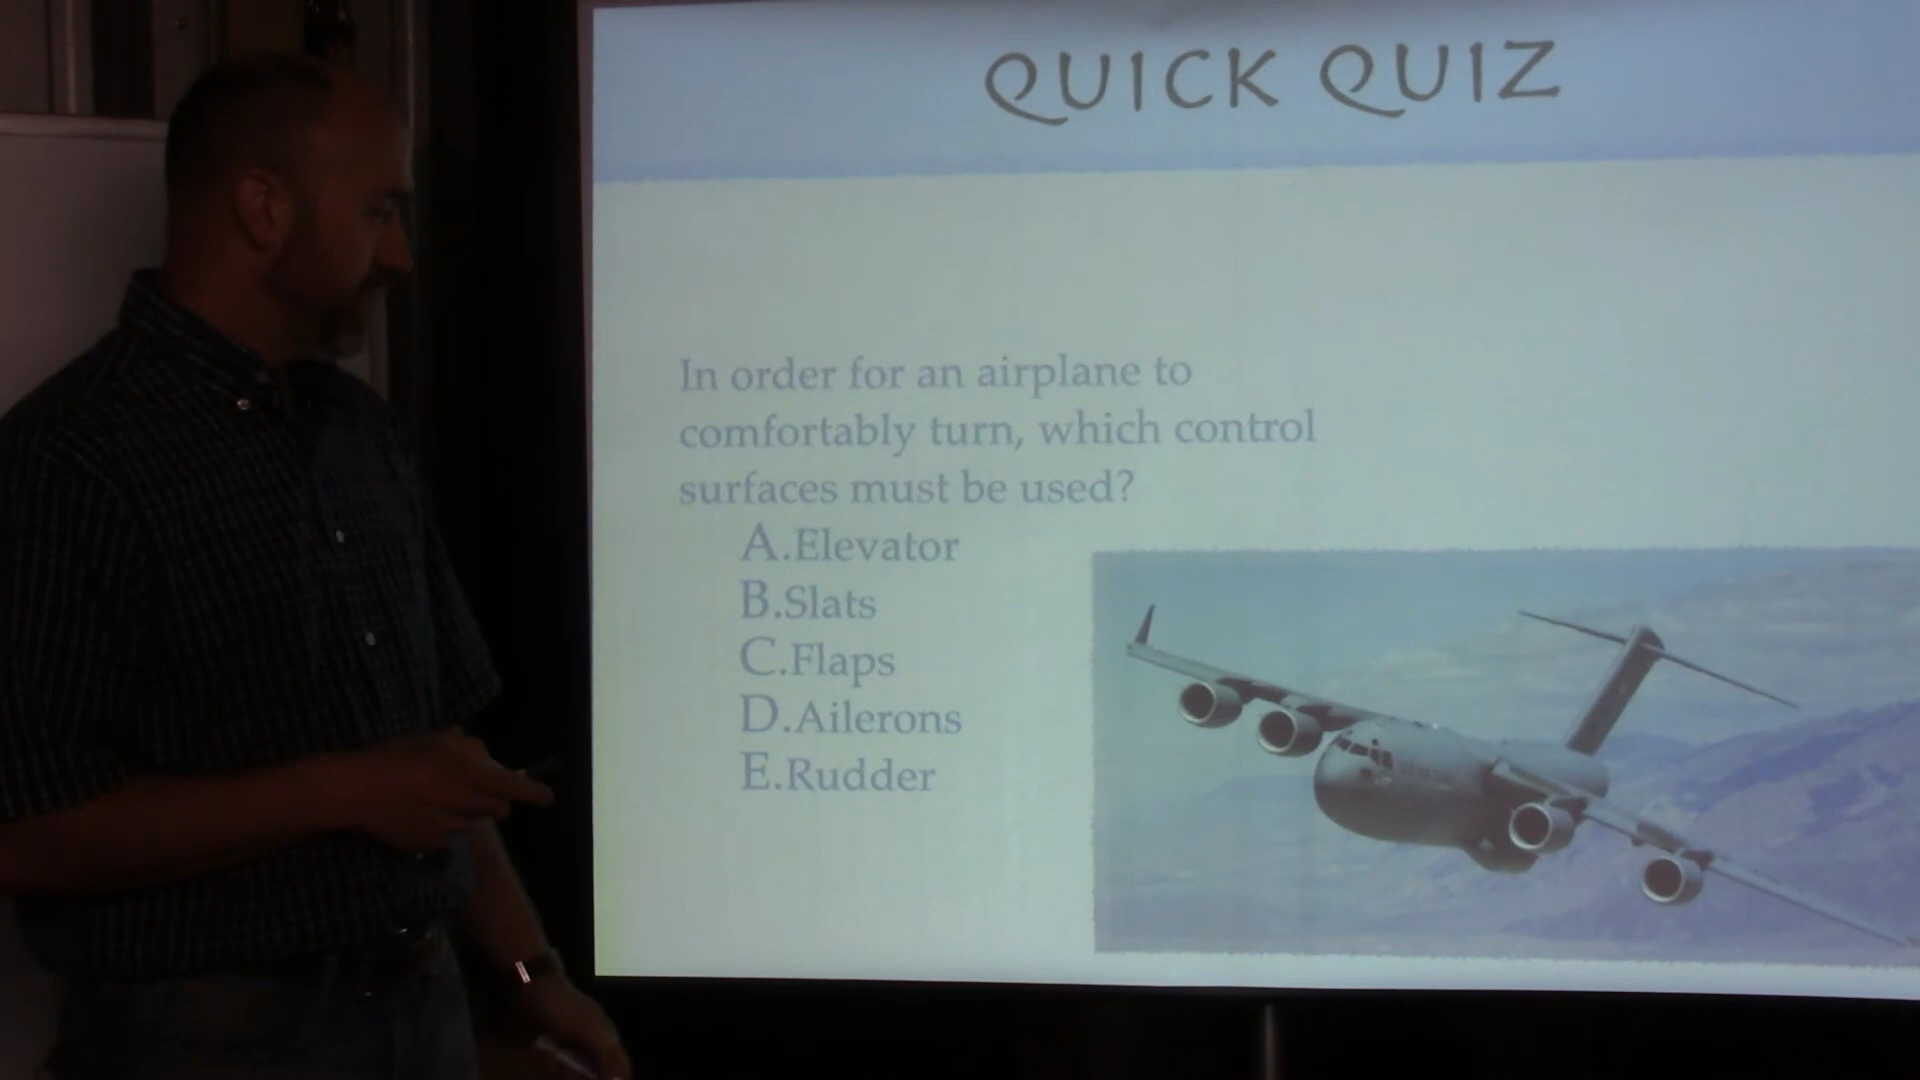 QUICK QUIZ
In order for an airplane to
comfortably turn, which control
surfaces must be used?
A.Elevator
B.Slats
C.Flaps
D.Ailerons
E.Rudder